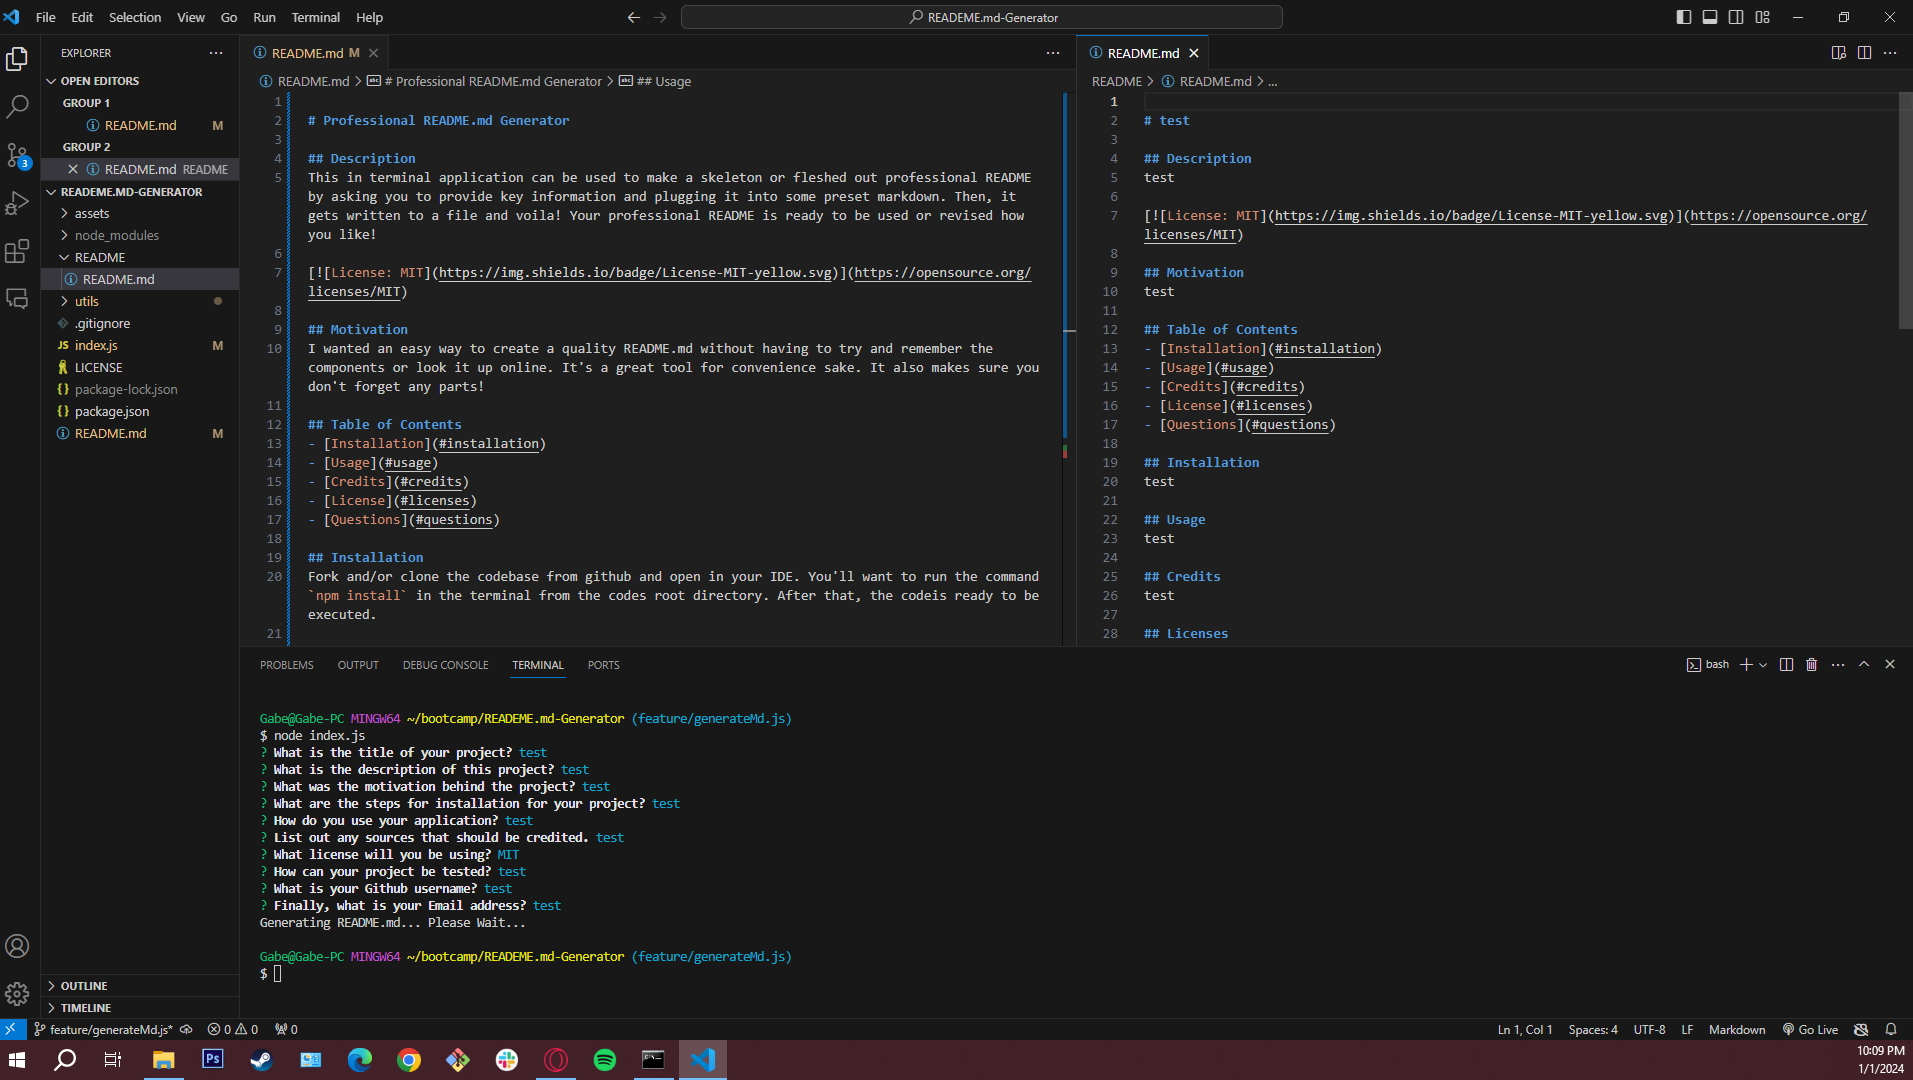 File Edit Selection View Go Run Terminal Help
READEME.md-Generator
EXPLORER
OPEN EDITORS
GROUP 1
README.md M
GROUP 2
README.md README
READEME.MD-GENERATOR
assets
node_modules
README
README.md
utils
.gitignore
JS index.js M
LICENSE
{} package-lock.json
{} package.json
README.md M
OUTLINE
TIMELINE
README.md M
README.md > # Professional README.md Generator > ## Usage
1
2 # Professional README.md Generator
3
4 ## Description
5 This in terminal application can be used to make a skeleton or fleshed out professional README
by asking you to provide key information and plugging it into some preset markdown. Then, it
gets written to a file and voila! Your professional README is ready to be used or revised how
you like!
6
7 [![License: MIT](https://img.shields.io/badge/License-MIT-yellow.svg)](https://opensource.org/
licenses/MIT)
8
9 ## Motivation
10 I wanted an easy way to create a quality README.md without having to try and remember the
components or look it up online. It's a great tool for convenience sake. It also makes sure you
don't forget any parts!
11
12 ## Table of Contents
13 - [Installation](#installation)
14 - [Usage](#usage)
15 - [Credits](#credits)
16 - [License](#licenses)
17 - [Questions](#questions)
18
19 ## Installation
20 Fork and/or clone the codebase from github and open in your IDE. You'll want to run the command
`npm install` in the terminal from the codes root directory. After that, the codeis ready to be
executed.
21
README.md
README > README.md > ...
1
2 # test
3
4 ## Description
5 test
6
7 [![License: MIT](https://img.shields.io/badge/License-MIT-yellow.svg)](https://opensource.org/
licenses/MIT)
8
9 ## Motivation
10 test
11
12 ## Table of Contents
13 - [Installation](#installation)
14 - [Usage](#usage)
15 - [Credits](#credits)
16 - [License](#licenses)
17 - [Questions](#questions)
18
19 ## Installation
20 test
21
22 ## Usage
23 test
24
25 ## Credits
26 test
27
28 ## Licenses
PROBLEMS OUTPUT DEBUG CONSOLE TERMINAL PORTS
bash
Gabe@Gabe-PC MINGW64 ~/bootcamp/READEME.md-Generator (feature/generateMd.js)
$ node index.js
? What is the title of your project? test
? What is the description of this project? test
? What was the motivation behind the project? test
? What are the steps for installation for your project? test
? How do you use your application? test
? List out any sources that should be credited. test
? What license will you be using? MIT
? How can your project be tested? test
? What is your Github username? test
? Finally, what is your Email address? test
Generating README.md... Please Wait...
Gabe@Gabe-PC MINGW64 ~/bootcamp/READEME.md-Generator (feature/generateMd.js)
$
3
feature/generateMd.js* 0 0 0
Ln 1, Col 1 Spaces: 4 UTF-8 LF Markdown Go Live
Ps
10:09 PM
1/1/2024